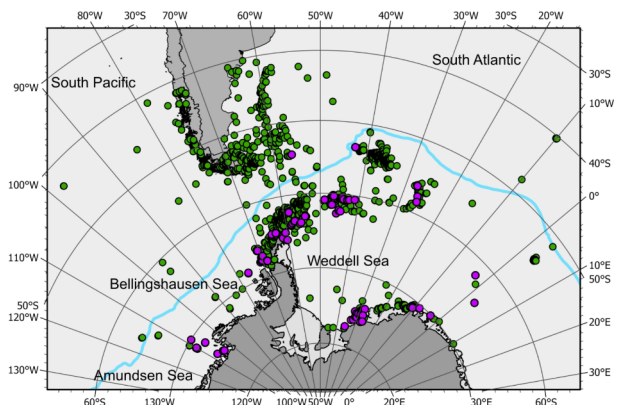 80°W 30°S 70°W 60°W 50°W 40°W 30°W 30°S 20°W
South Pacific
South Atlantic
90°W
30°S
10°W
40°S
100°W
0°
110°W
Weddell Sea
10°E
Bellingshausen Sea
50°S
50°S
120°W
20°E
130°W
Amundsen Sea
30°E
60°S 130°W 120°W 100°W 50°W 0° 20°E 30°E 60°S